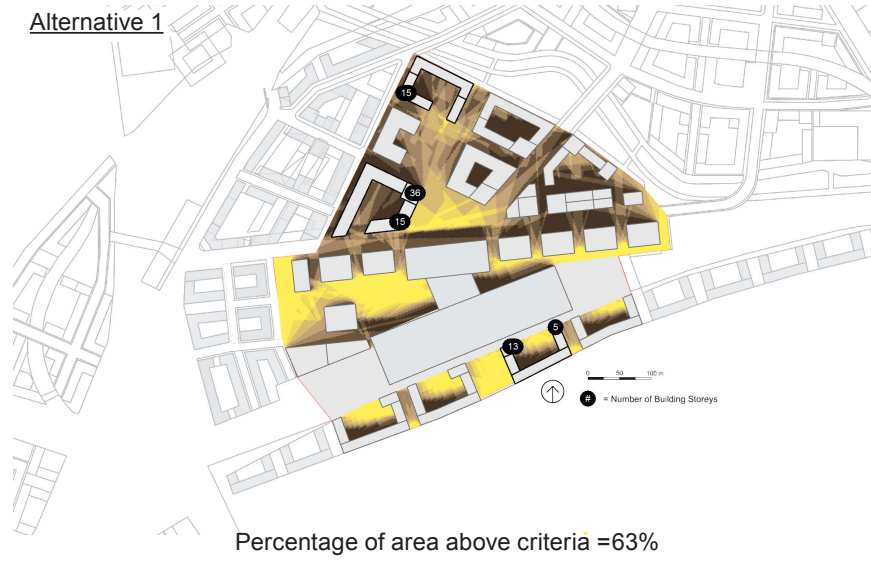 Alternative 1
15
36
15
5
13
0 50 100 m
# = Number of Building Storeys
Percentage of area above criteria =63%